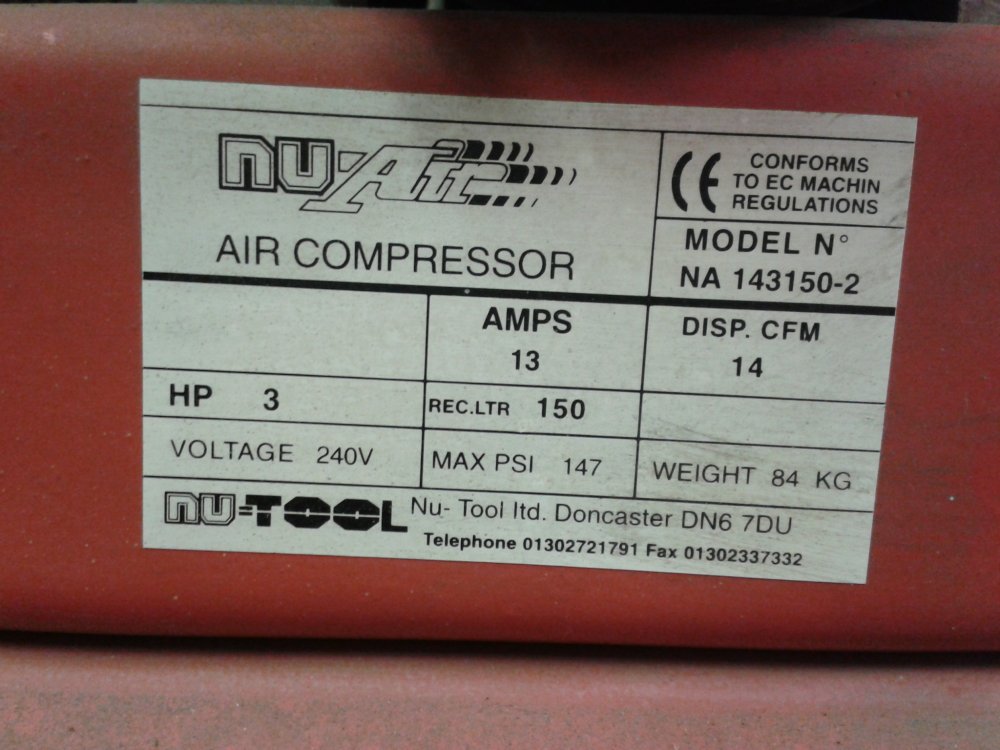 nu-Air
AIR COMPRESSOR
CE
CONFORMS
TO EC MACHIN
REGULATIONS
MODEL N°
NA 143150-2
AMPS
13
DISP. CFM
14
HP 3
REC.LTR 150
VOLTAGE 240V
MAX PSI 147
WEIGHT 84 KG
nu-TOOL
Nu- Tool ltd. Doncaster DN6 7DU
Telephone 01302721791 Fax 01302337332